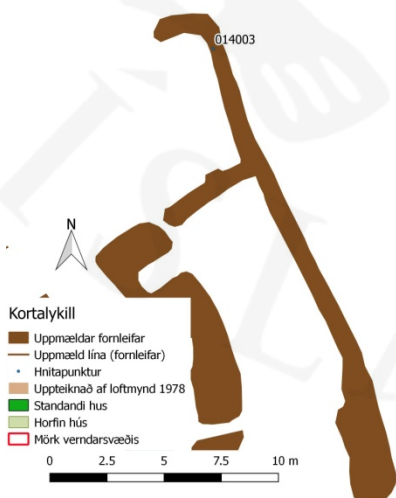 014003
N
Kortalykill
Uppmældar fornleifar
Uppmæld lína (fornleifar)
Hnitapunktur
Uppteiknað af loftmynd 1978
Standandi hus
Horfin hús
Mörk verndarsvæðis
0 2.5 5 7.5 10 m